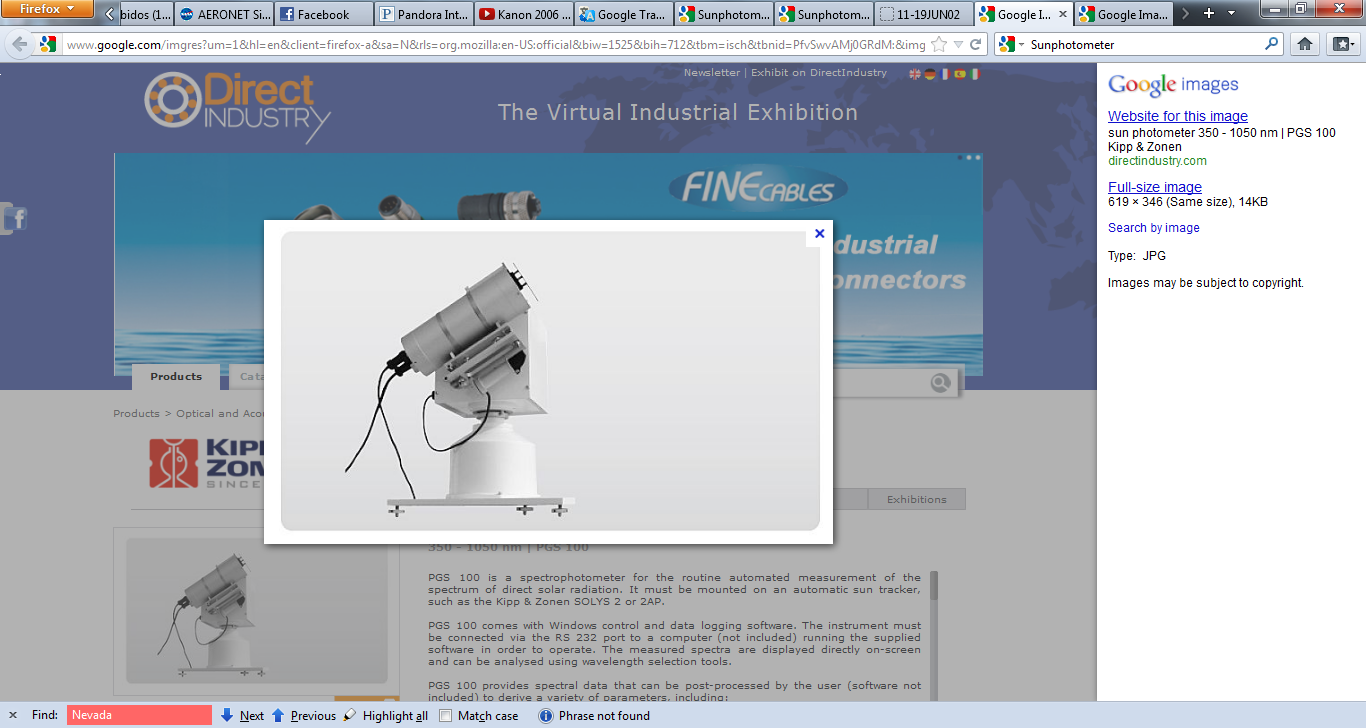 Firefox
bidos (1...
AERONET Si...
Facebook
Pandora Int...
Kanon 2006 ...
Google Tra...
Sunphotom...
Sunphotom...
11-19JUN02
Google I...
Google Ima...
www.google.com/imgres?um=1&hl=en&client=firefox-a&sa=N&rls=org.mozilla:en-US:official&biw=1525&bih=712&tbm=isch&tbnid=PfvSwvAMj0GRdM:&img
Sunphotometer
Newsletter | Exhibit on DirectIndustry
Direct
INDUSTRY
The Virtual Industrial Exhibition
FINECABLES
dustrial
onnectors
Products
Cata
Products > Optical and Acou
KIPP
ZON
SINCE
Exhibitions
350 - 1050 nm | PGS 100
PGS 100 is a spectrophotometer for the routine automated measurement of the
spectrum of direct solar radiation. It must be mounted on an automatic sun tracker,
such as the Kipp & Zonen SOLYS 2 or 2AP.
PGS 100 comes with Windows control and data logging software. The instrument must
be connected via the RS 232 port to a computer (not included) running the supplied
software in order to operate. The measured spectra are displayed directly on-screen
and can be analysed using wavelength selection tools.
PGS 100 provides spectral data that can be post-processed by the user (software not
included) to derive a variety of parameters, including:
Google images
Website for this image
sun photometer 350 - 1050 nm | PGS 100
Kipp & Zonen
directindustry.com
Full-size image
619 × 346 (Same size), 14KB
Search by image
Type: JPG
Images may be subject to copyright.
Find: Nevada Next Previous Highlight all Match case Phrase not found